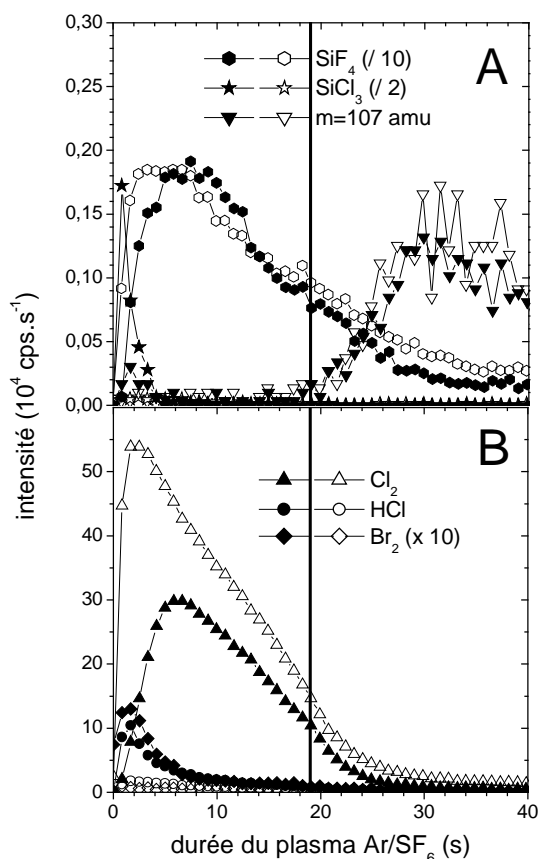 0,30
0,25
0,20
0,15
0,10
0,05
0,00
SiF4 (/ 10)
SiCl3 (/ 2)
m=107 amu
A
intensité (10^4 cps.s^-1)
50
40
30
20
10
0
B
Cl2
HCl
Br2 (x 10)
0 10 20 30 40
durée du plasma Ar/SF6 (s)